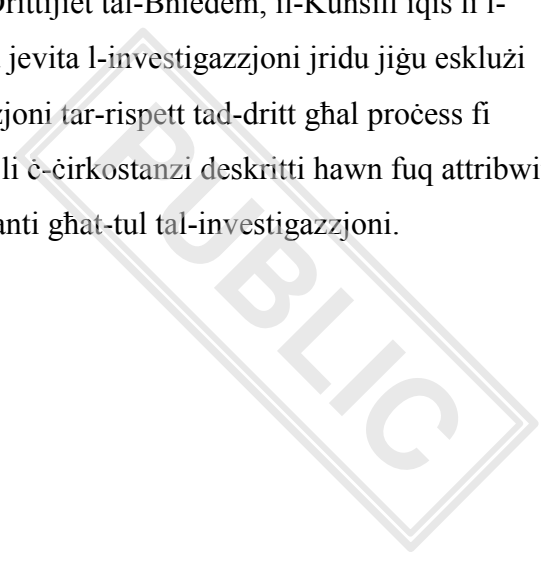 Drittijiet tal-Bniedem, il-Kunsill iqis li l-
jevita l-investigazzjoni jridu jiġu esklużi
zjoni tar-rispett tad-dritt għal proċess fi
li ċ-ċirkostanzi deskritti hawn fuq attribwi
anti għat-tul tal-investigazzjoni.
PUBLIC